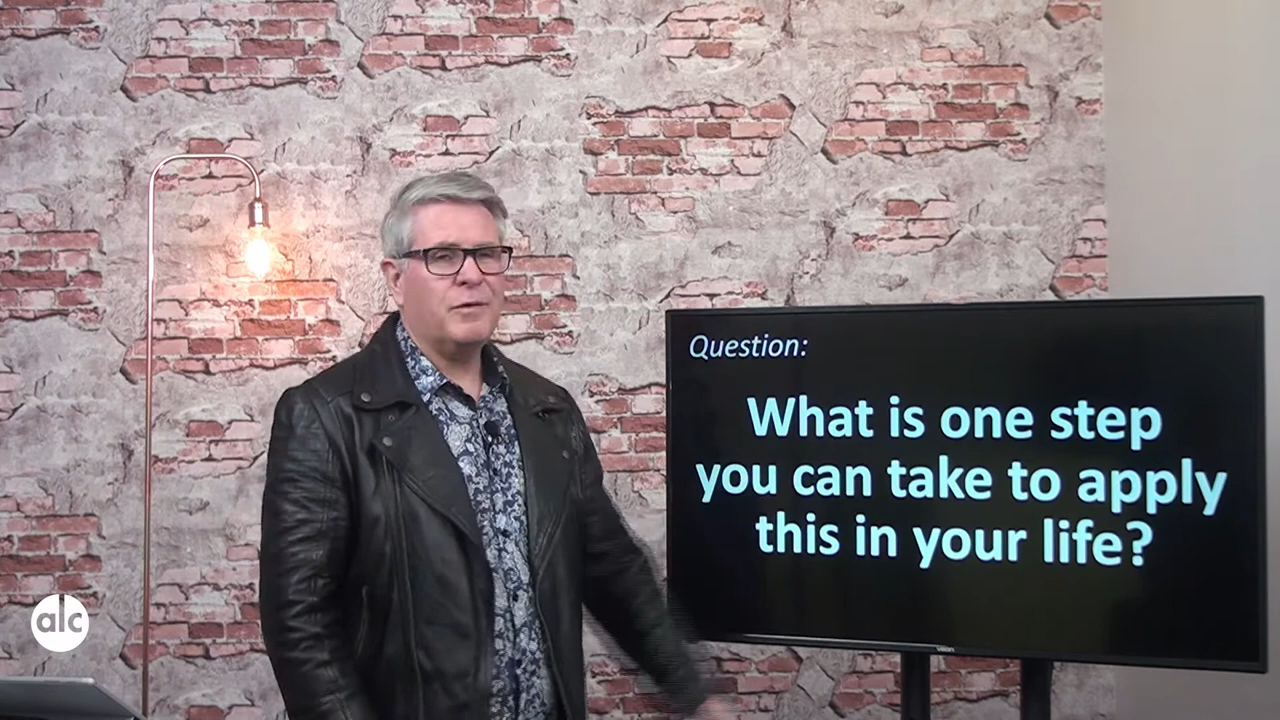 Question:
What is one step
you can take to apply
this in your life?
alc